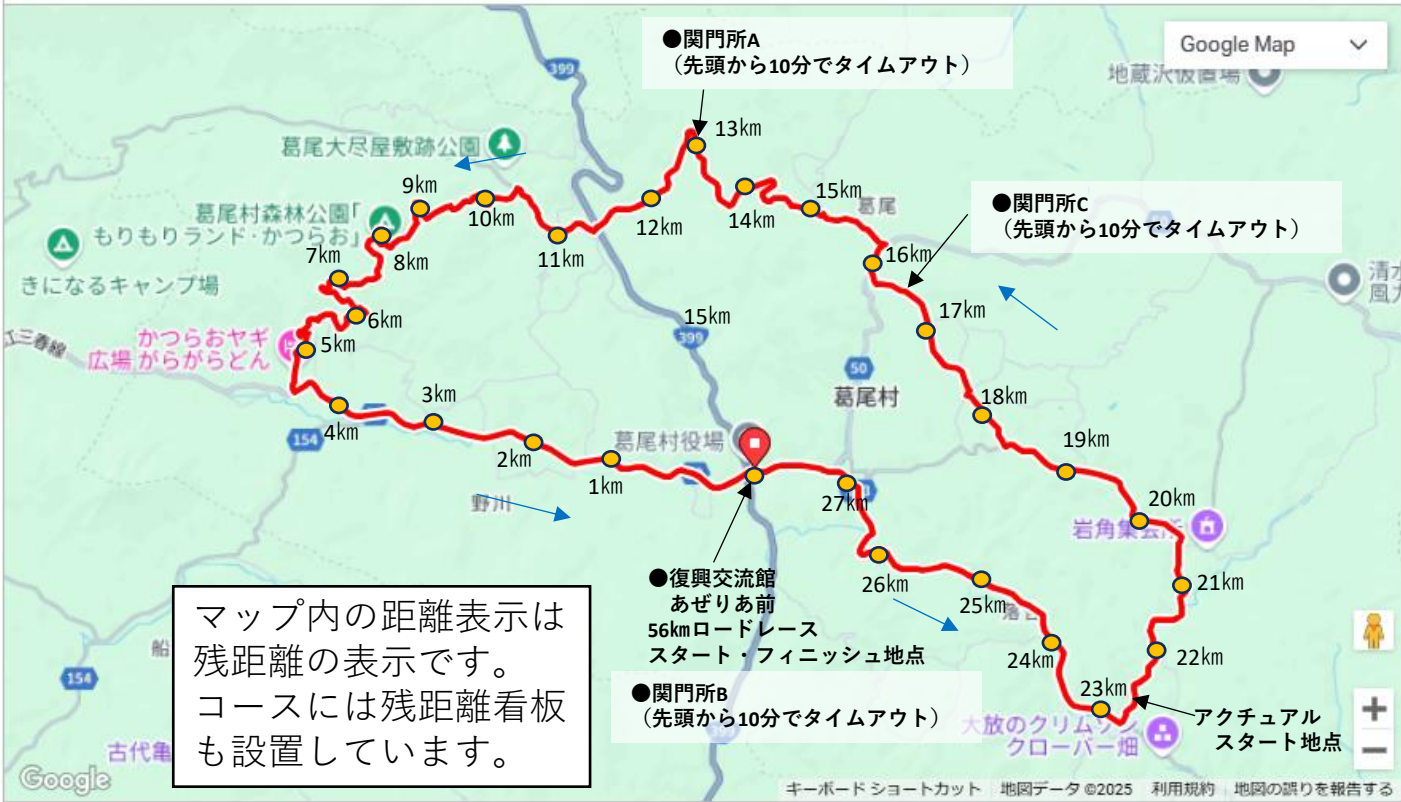 ●関門所A
(先頭から10分でタイムアウト)
Google Map
地蔵沢仮置場
399
13㎞
葛尾大尽屋敷跡公園
9㎞
10㎞
12㎞
14㎞
15㎞
葛尾
●関門所C
(先頭から10分でタイムアウト)
葛尾村森林公園「
もりもりランド・かつらお」
7㎞
8㎞
11㎞
16㎞
きになるキャンプ場
清水
風力
6㎞
15㎞
17㎞
399
三春線
かつらおヤギ
広場 がらがらどん
5㎞
50
葛尾村
3㎞
18㎞
4㎞
154
2㎞
葛尾村役場
19㎞
1㎞
27㎞
野川
20㎞
岩角集会所
●復興交流館
あぜりあ前
56㎞ロードレース
スタート・フィニッシュ地点
26㎞
25㎞
21㎞
落合
24㎞
22㎞
マップ内の距離表示は
残距離の表示です。
コースには残距離看板
も設置しています。
船
154
●関門所B
(先頭から10分でタイムアウト)
23㎞
アクチュアル
スタート地点
大放のクリムソン
クローバー畑
399
古代亀
Google
キーボード ショートカット
地図データ ©2025
利用規約
地図の誤りを報告する